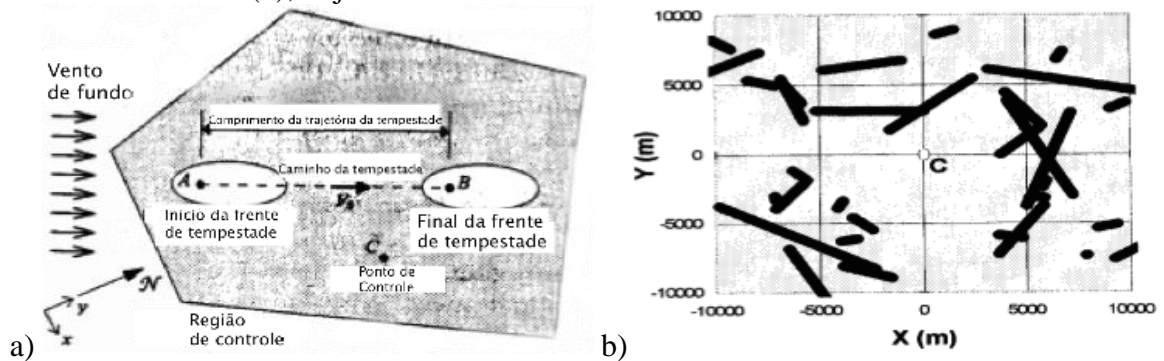 Vento
de fundo
Comprimento da trajetória da tempestade
Caminho da tempestade
A
B
Início da frente
de tempestade
Final da frente
de tempestade
C
Ponto de
Controle
N
y
x
Região
de controle
a)
10000
5000
0
-5000
-10000
Y (m)
C
-10000
-5000
0
5000
10000
X (m)
b)